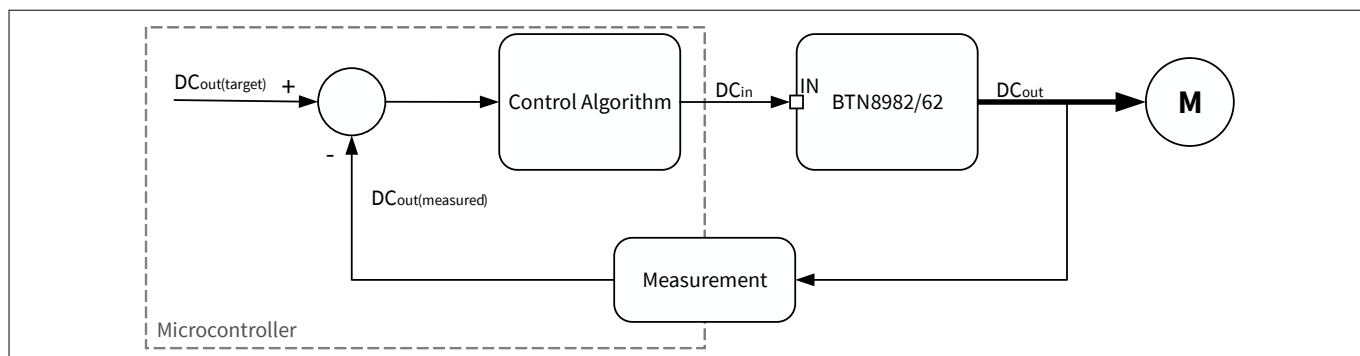 DCout(target)
+
-
Control Algorithm
DCin
IN
BTN8982/62
DCout
M
DCout(measured)
Measurement
Microcontroller